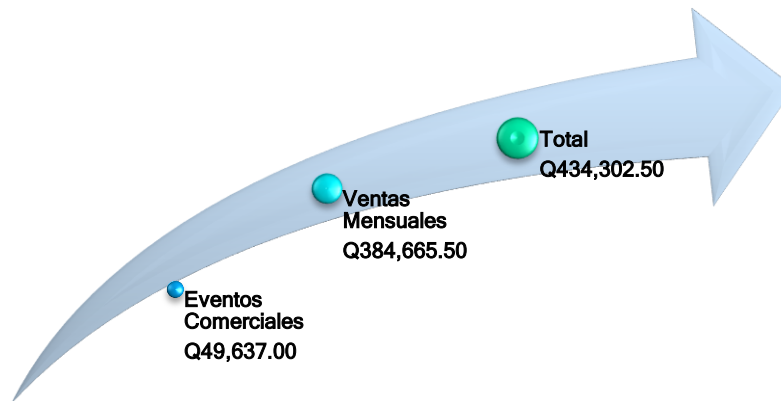 Total
Q434,302.50
Ventas
Mensuales
Q384,665.50
Eventos
Comerciales
Q49,637.00